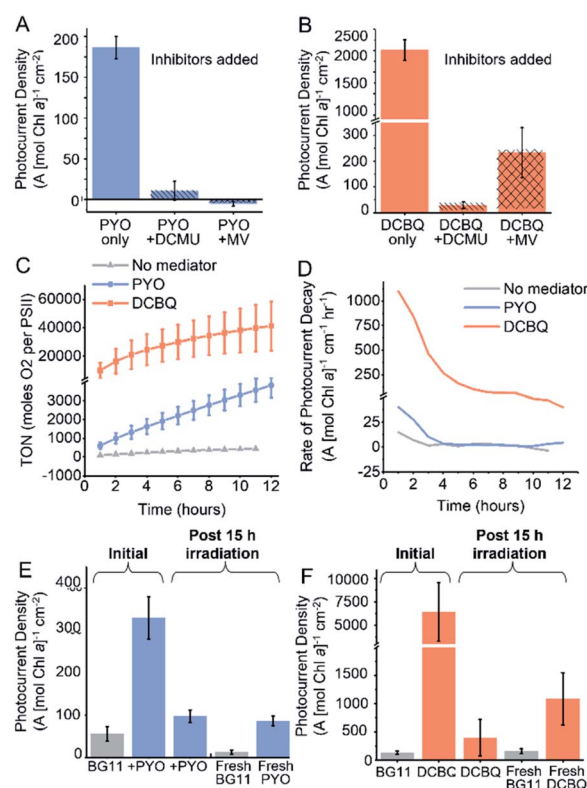 A
Photocurrent Density
(A [mol Chl a]-1 cm-2)
200
150
100
50
0
Inhibitors added
PYO only
PYO +DCMU
PYO +MV
B
Photocurrent Density
(A [mol Chl a]-1 cm-2)
2500
2000
1500
1000
300
200
100
0
Inhibitors added
DCBQ only
DCBQ +DCMU
DCBQ +MV
C
TON (moles O2 per PSII)
60000
40000
20000
3000
2000
1000
0
-1000
No mediator
PYO
DCBQ
0 2 4 6 8 10 12
Time (hours)
D
Rate of Photocurrent Decay
(A [mol Chl a]-1 cm-1 hr-1)
1000
750
500
250
25
0
-25
No mediator
PYO
DCBQ
0 2 4 6 8 10 12
Time (hours)
E
Initial
Post 15 h
irradiation
Photocurrent Density
(A [mol Chl a]-1 cm-2)
400
300
200
100
0
BG11
+PYO
+PYO
Fresh BG11
Fresh PYO
F
Initial
Post 15 h
irradiation
Photocurrent Density
(A [mol Chl a]-1 cm-2)
10000
7500
5000
2500
1500
1000
500
0
BG11
DCBQ
DCBQ
Fresh BG11
Fresh DCBQ